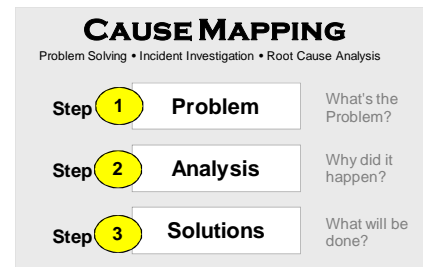 CAUSE MAPPING
Problem Solving • Incident Investigation • Root Cause Analysis
Step 1 Problem What's the
Problem?
Step 2 Analysis Why did it
happen?
Step 3 Solutions What will be
done?